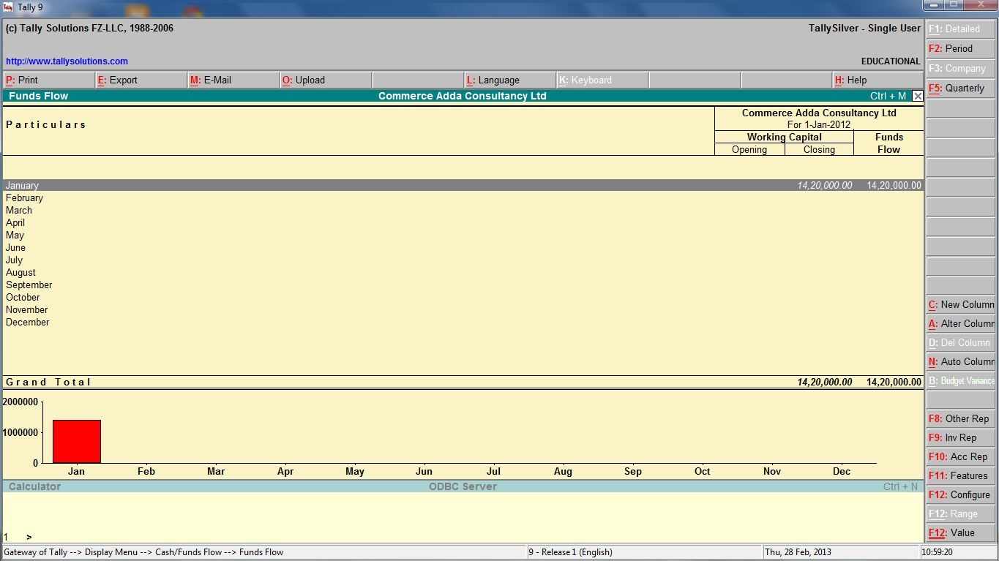 Tally 9
(c) Tally Solutions FZ-LLC, 1988-2006
TallySilver - Single User
http://www.tallysolutions.com
EDUCATIONAL
P: Print
E: Export
M: E-Mail
O: Upload
L: Language
K: Keyboard
H: Help
Funds Flow
Commerce Adda Consultancy Ltd
Ctrl + M
Particulars
Commerce Adda Consultancy Ltd
For 1-Jan-2012
Working Capital
Funds Flow
Opening
Closing
January 14,20,000.00 14,20,000.00
February
March
April
May
June
July
August
September
October
November
December
Grand Total 14,20,000.00 14,20,000.00
2000000
1000000
0
Jan Feb Mar Apr May Jun Jul Aug Sep Oct Nov Dec
Calculator
ODBC Server
Ctrl + N
1 >
Gateway of Tally --> Display Menu --> Cash/Funds Flow --> Funds Flow
9 - Release 1 (English)
Thu, 28 Feb, 2013
10:59:20
F1: Detailed
F2: Period
F3: Company
F5: Quarterly
C: New Column
A: Alter Column
D: Del Column
N: Auto Column
B: Budget Variance
F8: Other Rep
F9: Inv Rep
F10: Acc Rep
F11: Features
F12: Configure
F12: Range
F12: Value